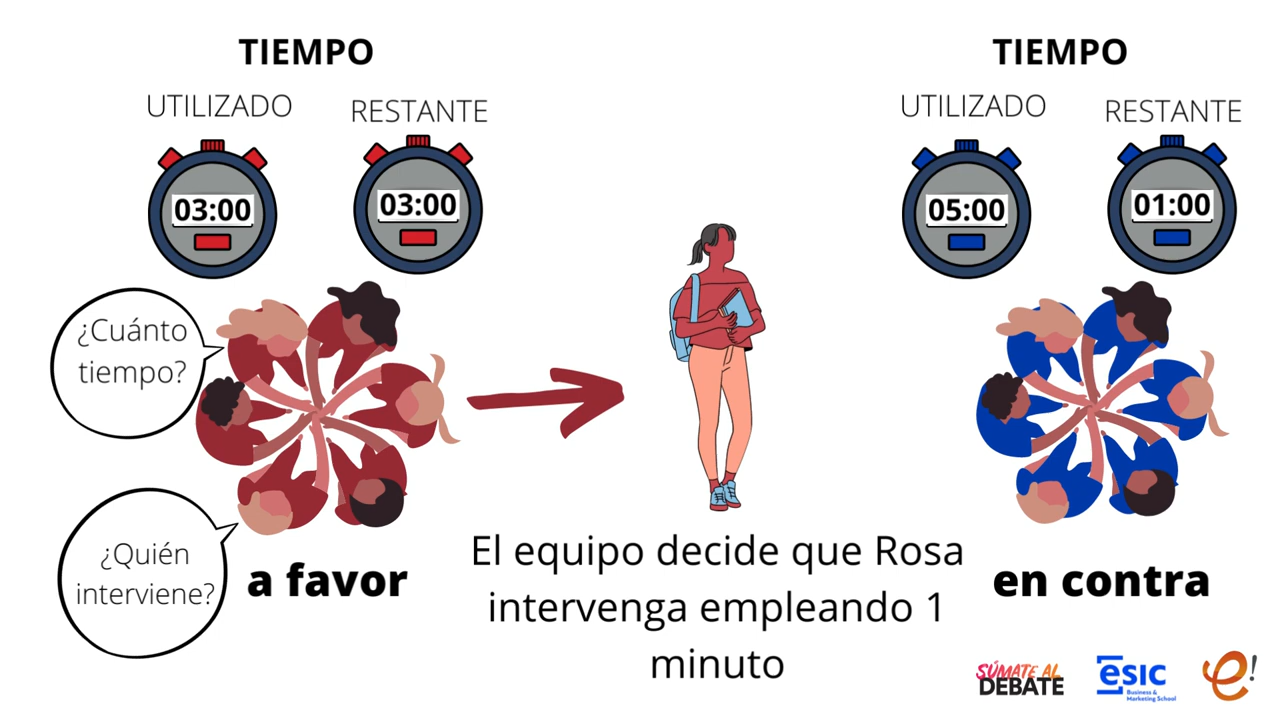 TIEMPO
UTILIZADO
RESTANTE
03:00
03:00
TIEMPO
UTILIZADO
RESTANTE
05:00
01:00
¿Cuánto
tiempo?
¿Quién
interviene?
a favor
El equipo decide que Rosa
intervenga empleando 1
minuto
en contra
SÚMATE AL
DEBATE
esic
Business &
Marketing School
e!